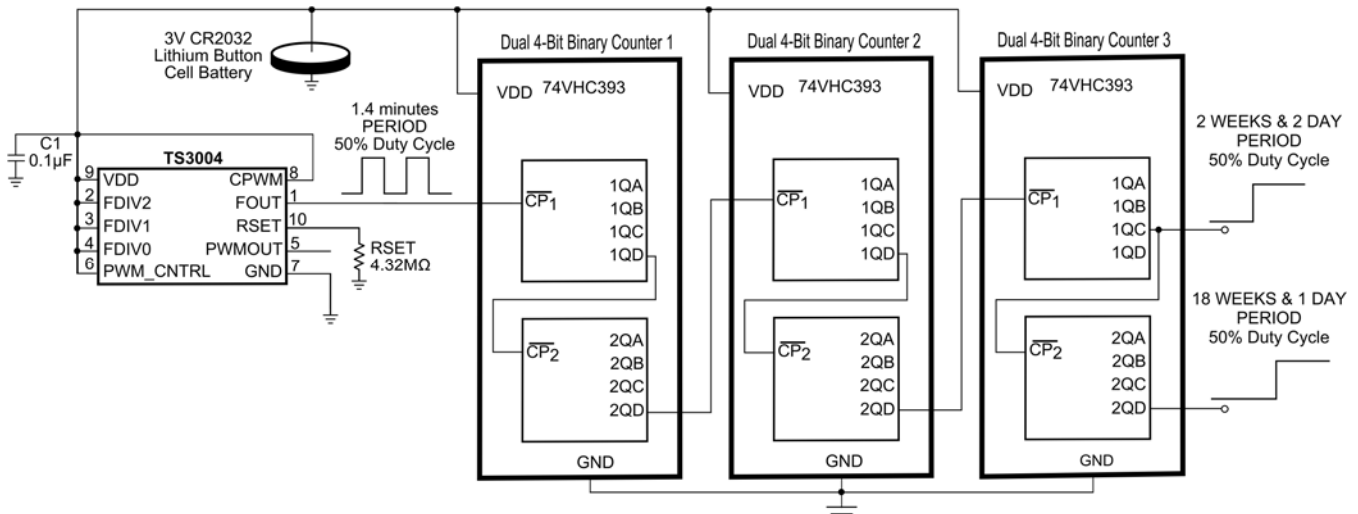 3V CR2032
Lithium Button
Cell Battery
C1
0.1µF
TS3004
9
VDD
2
FDIV2
3
FDIV1
4
FDIV0
6
PWM_CNTRL
CPWM
8
FOUT
1
RSET
10
PWMOUT
5
GND
7
RSET
4.32MΩ
1.4 minutes
PERIOD
50% Duty Cycle
Dual 4-Bit Binary Counter 1
VDD
74VHC393
CP1
1QA
1QB
1QC
1QD
CP2
2QA
2QB
2QC
2QD
GND
Dual 4-Bit Binary Counter 2
VDD
74VHC393
CP1
1QA
1QB
1QC
1QD
CP2
2QA
2QB
2QC
2QD
GND
Dual 4-Bit Binary Counter 3
VDD
74VHC393
CP1
1QA
1QB
1QC
1QD
CP2
2QA
2QB
2QC
2QD
GND
2 WEEKS & 2 DAY
PERIOD
50% Duty Cycle
18 WEEKS & 1 DAY
PERIOD
50% Duty Cycle